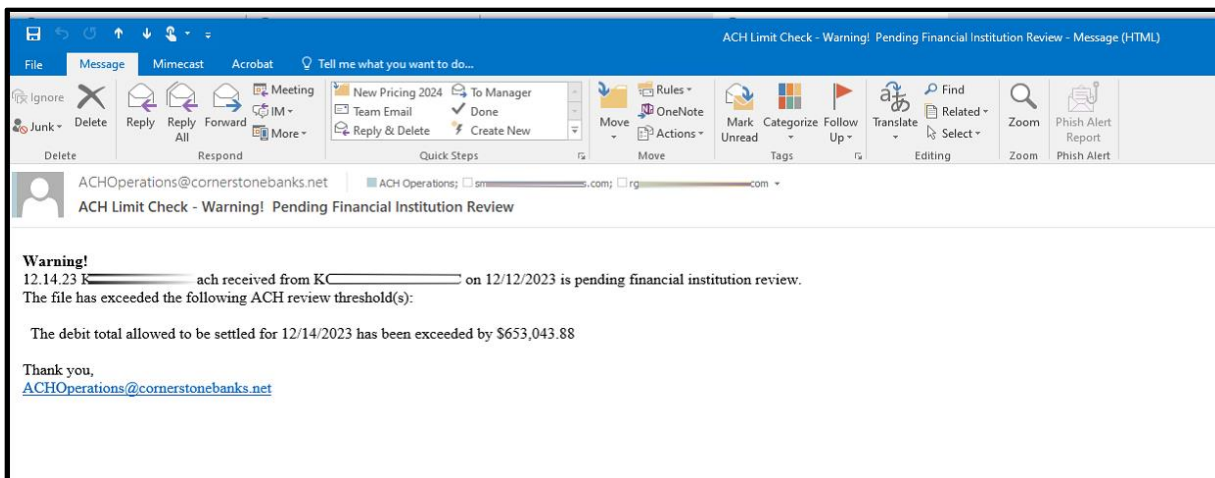 ACH Limit Check - Warning! Pending Financial Institution Review - Message (HTML)
File Message Mimecast Acrobat Tell me what you want to do...
Ignore
Junk
Delete
Reply
Reply All
Forward
Meeting
IM
More
New Pricing 2024
Team Email
Reply & Delete
To Manager
Done
Create New
Move
Rules
OneNote
Actions
Mark Unread
Categorize
Follow Up
Translate
Find
Related
Select
Zoom
Phish Alert Report
Delete Respond Quick Steps Move Tags Editing Zoom Phish Alert
ACHOperations@cornerstonebanks.net ACH Operations; sm s.com; rg com
ACH Limit Check - Warning! Pending Financial Institution Review
Warning!
12.14.23 K ach received from K on 12/12/2023 is pending financial institution review.
The file has exceeded the following ACH review threshold(s):
The debit total allowed to be settled for 12/14/2023 has been exceeded by $653,043.88
Thank you,
ACHOperations@cornerstonebanks.net